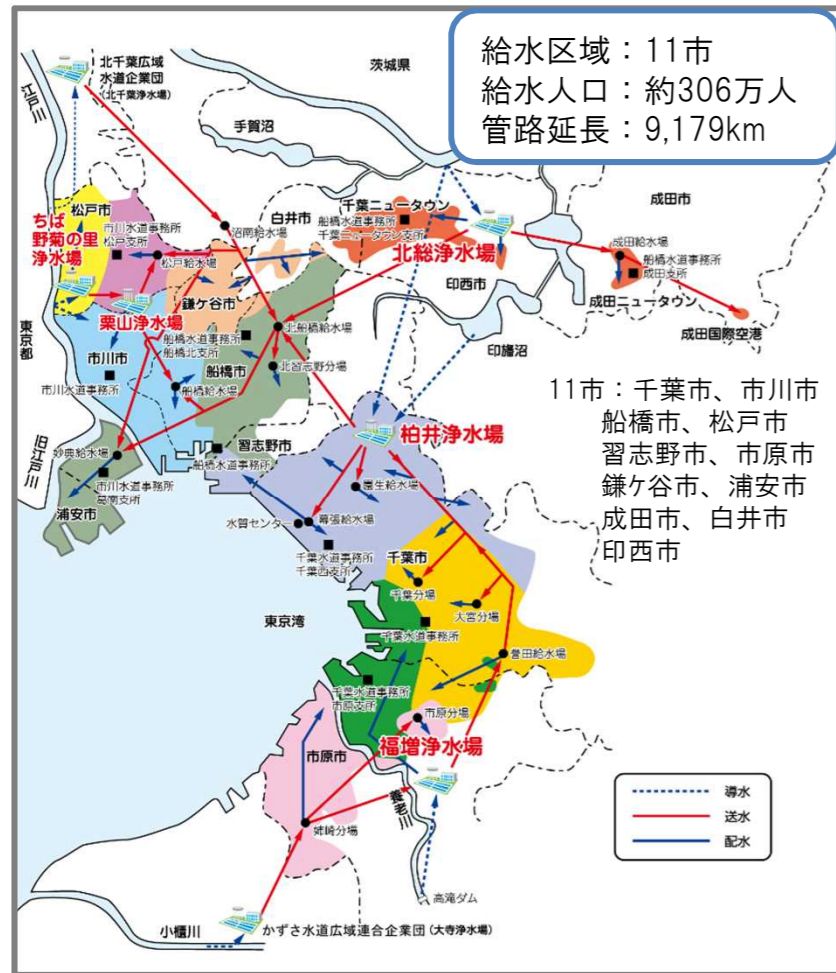 給水区域：11市
給水人口：約306万人
管路延長：9,179km
北千葉広域
水道企業団
(北千葉浄水場)
茨城県
江戸川
手賀沼
成田市
松戸市
市川水道事務所
松戸支所
松戸給水場
ちば
野菊の里
浄水場
沼南給水場
白井市
千葉ニュータウン
船橋水道事務所
千葉ニュータウン支所
北総浄水場
印西市
成田給水場
船橋水道事務所
成田支所
成田ニュータウン
成田国際空港
印旛沼
栗山浄水場
鎌ケ谷市
北船橋給水場
船橋水道事務所
船橋北支所
船橋市
北習志野分場
東京都
市川市
市川水道事務所
船橋給水場
旧江戸川
妙典給水場
市川水道事務所
葛南支所
浦安市
習志野市
船橋水道事務所
柏井浄水場
11市：千葉市、市川市
船橋市、松戸市
習志野市、市原市
鎌ケ谷市、浦安市
成田市、白井市
印西市
園生給水場
水質センター
幕張給水場
千葉水道事務所
千葉西支所
千葉市
千葉分場
大宮分場
東京湾
千葉水道事務所
誉田給水場
千葉水道事務所
市原支所
市原分場
福増浄水場
市原市
養老川
姉崎分場
高滝ダム
小櫃川
かずさ水道広域連合企業団 (大寺浄水場)
導水
送水
配水